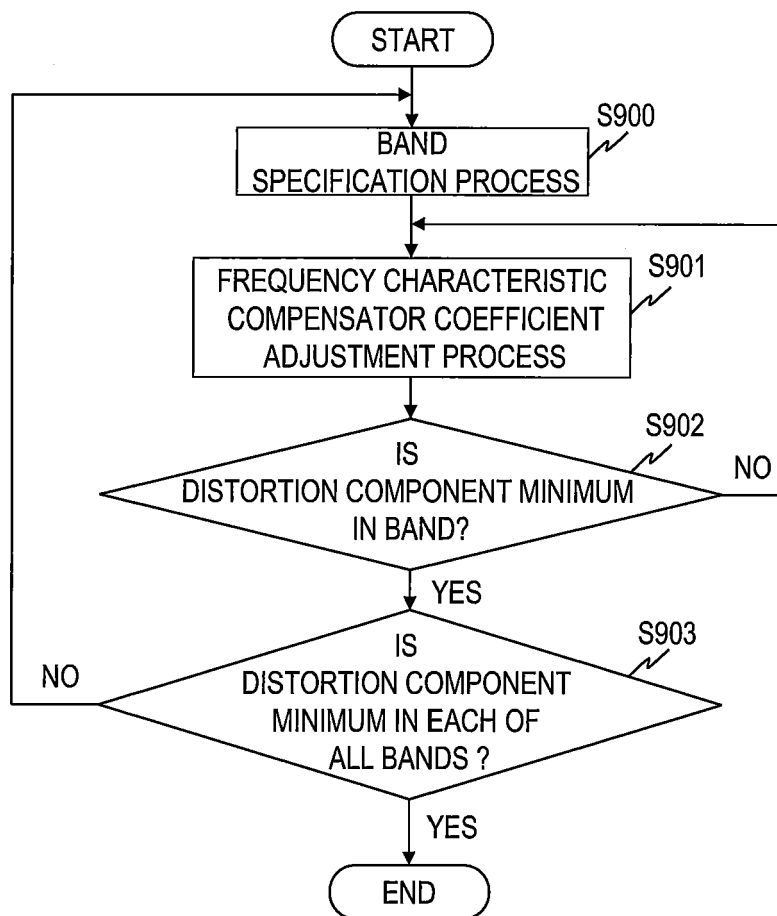 START
S900
BAND
SPECIFICATION PROCESS
S901
FREQUENCY CHARACTERISTIC
COMPENSATOR COEFFICIENT
ADJUSTMENT PROCESS
S902
IS
DISTORTION COMPONENT MINIMUM
IN BAND?
NO
YES
S903
IS
DISTORTION COMPONENT
MINIMUM IN EACH OF
ALL BANDS ?
NO
YES
END